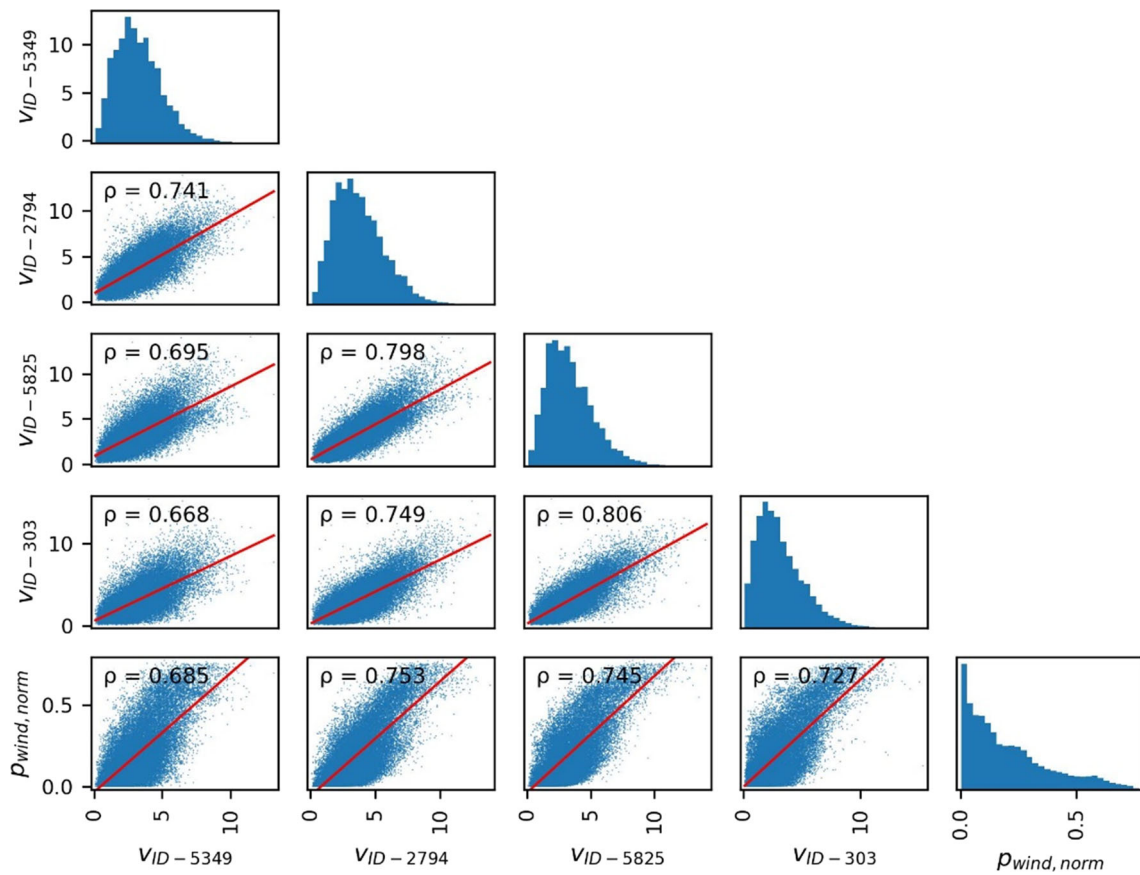 v_ID−5349
10
5
0
v_ID−2794
10
5
0
ρ = 0.741
v_ID−5825
10
5
0
ρ = 0.695
ρ = 0.798
v_ID−303
10
0
ρ = 0.668
ρ = 0.749
ρ = 0.806
p_wind, norm
0.5
0.0
ρ = 0.685
ρ = 0.753
ρ = 0.745
ρ = 0.727
0 5 10 0 5 10 0 5 10 0 10 0.0 0.5
v_ID−5349 v_ID−2794 v_ID−5825 v_ID−303 p_wind, norm